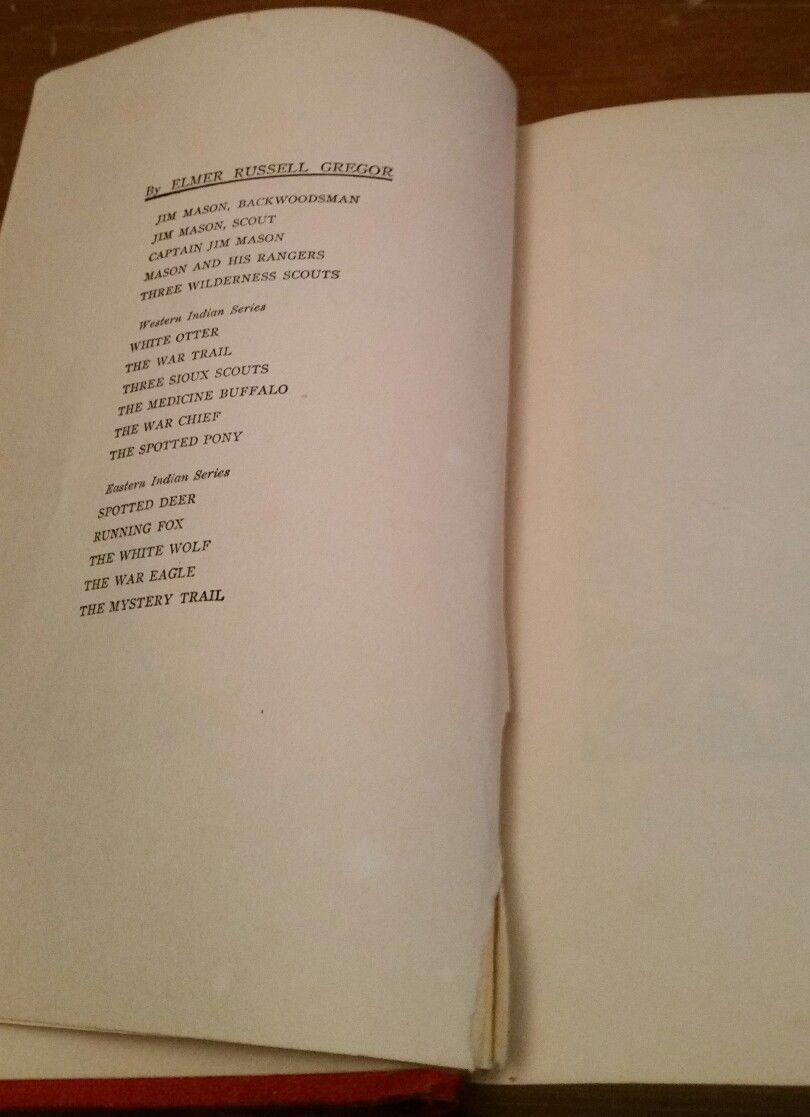 By ELMER RUSSELL GREGOR
JIM MASON, BACKWOODSMAN
JIM MASON, SCOUT
CAPTAIN JIM MASON
MASON AND HIS RANGERS
THREE WILDERNESS SCOUTS
Western Indian Series
WHITE OTTER
THE WAR TRAIL
THREE SIOUX SCOUTS
THE MEDICINE BUFFALO
THE WAR CHIEF
THE SPOTTED PONY
Eastern Indian Series
SPOTTED DEER
RUNNING FOX
THE WHITE WOLF
THE WAR EAGLE
THE MYSTERY TRAIL